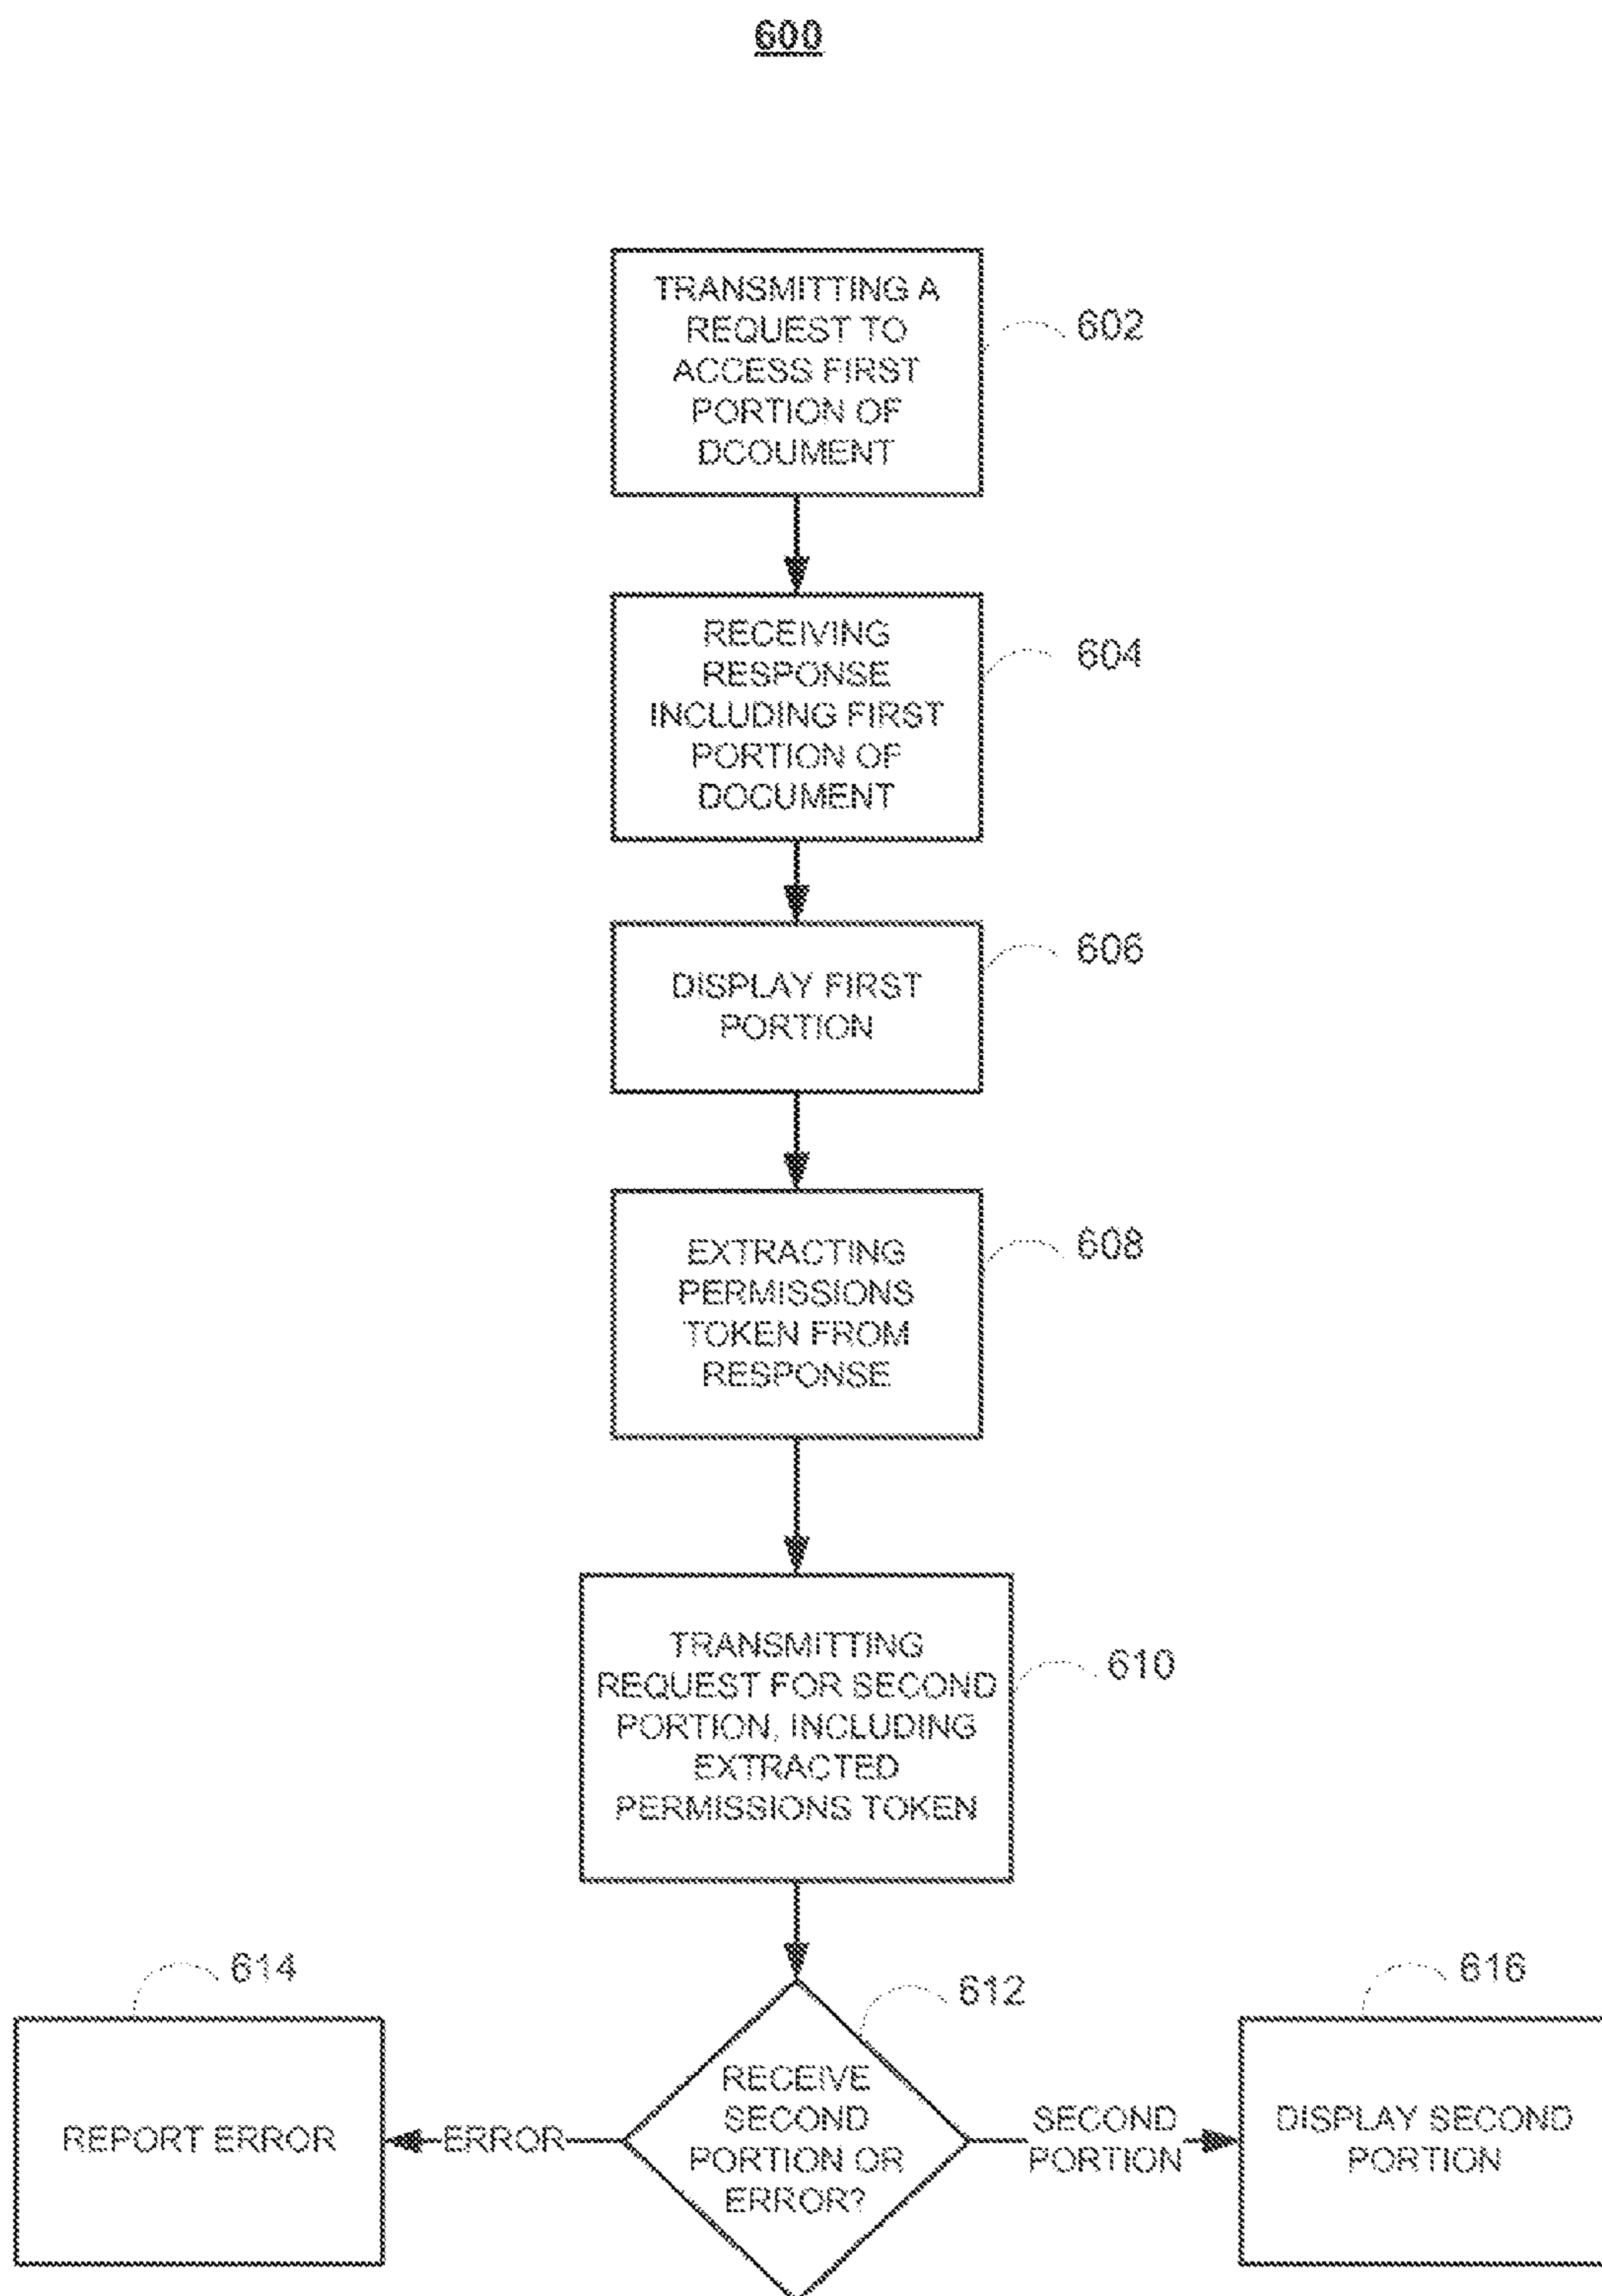 600
TRANSMITTING A
REQUEST TO
ACCESS FIRST
PORTION OF
DCOUMENT
602
RECEIVING
RESPONSE
INCLUDING FIRST
PORTION OF
DOCUMENT
604
DISPLAY FIRST
PORTION
606
EXTRACTING
PERMISSIONS
TOKEN FROM
RESPONSE
608
TRANSMITTING
REQUEST FOR SECOND
PORTION, INCLUDING
EXTRACTED
PERMISSIONS TOKEN
610
614
REPORT ERROR
ERROR
612
RECEIVE
SECOND
PORTION OR
ERROR?
SECOND
PORTION
616
DISPLAY SECOND
PORTION